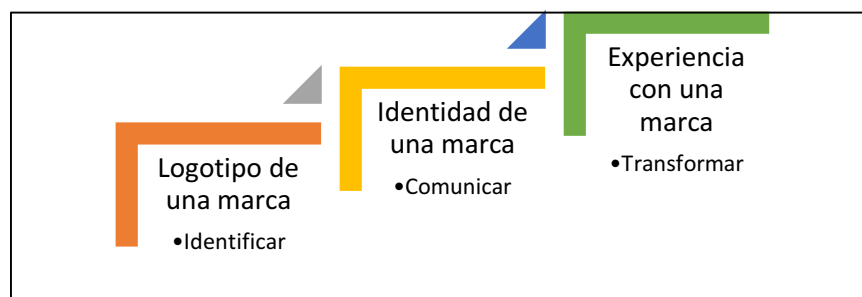 Logotipo de
una marca
•Identificar
Identidad de
una marca
•Comunicar
Experiencia
con una
marca
•Transformar